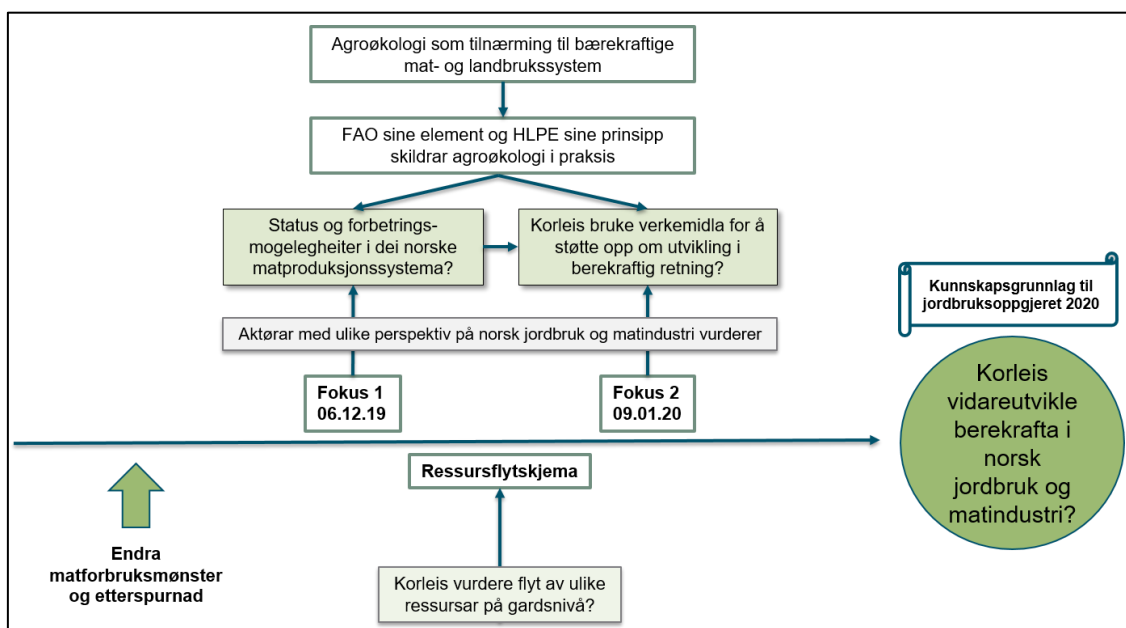 Agroøkologi som tilnærming til bærekraftige
mat- og landbrukssystem
FAO sine element og HLPE sine prinsipp
skildrar agroøkologi i praksis
Status og forbetrings-
mogelegheiter i dei norske
matproduksjonssystema?
Korleis bruke verkemidla for å
støtte opp om utvikling i
berekraftig retning?
Aktørar med ulike perspektiv på norsk jordbruk og matindustri vurderer
Fokus 1
06.12.19
Fokus 2
09.01.20
Kunnskapsgrunnlag til
jordbruksoppgjeret 2020
Korleis
vidareutvikle
berekrafta i
norsk
jordbruk og
matindustri?
Ressursflytskjema
Endra
matforbruksmønster
og etterspurnad
Korleis vurdere flyt av ulike
ressursar på gardsnivå?